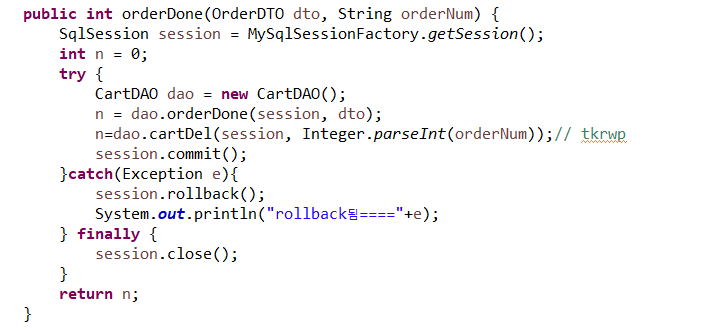 public int orderDone(OrderDTO dto, String orderNum) {
    SqlSession session = MySqlSessionFactory.getSession();
    int n = 0;
    try {
        CartDAO dao = new CartDAO();
        n = dao.orderDone(session, dto);
        n=dao.cartDel(session, Integer.parseInt(orderNum));// tkrwp
        session.commit();
    }catch(Exception e){
        session.rollback();
        System.out.println("rollback됨===="+e);
    } finally {
        session.close();
    }
    return n;
}